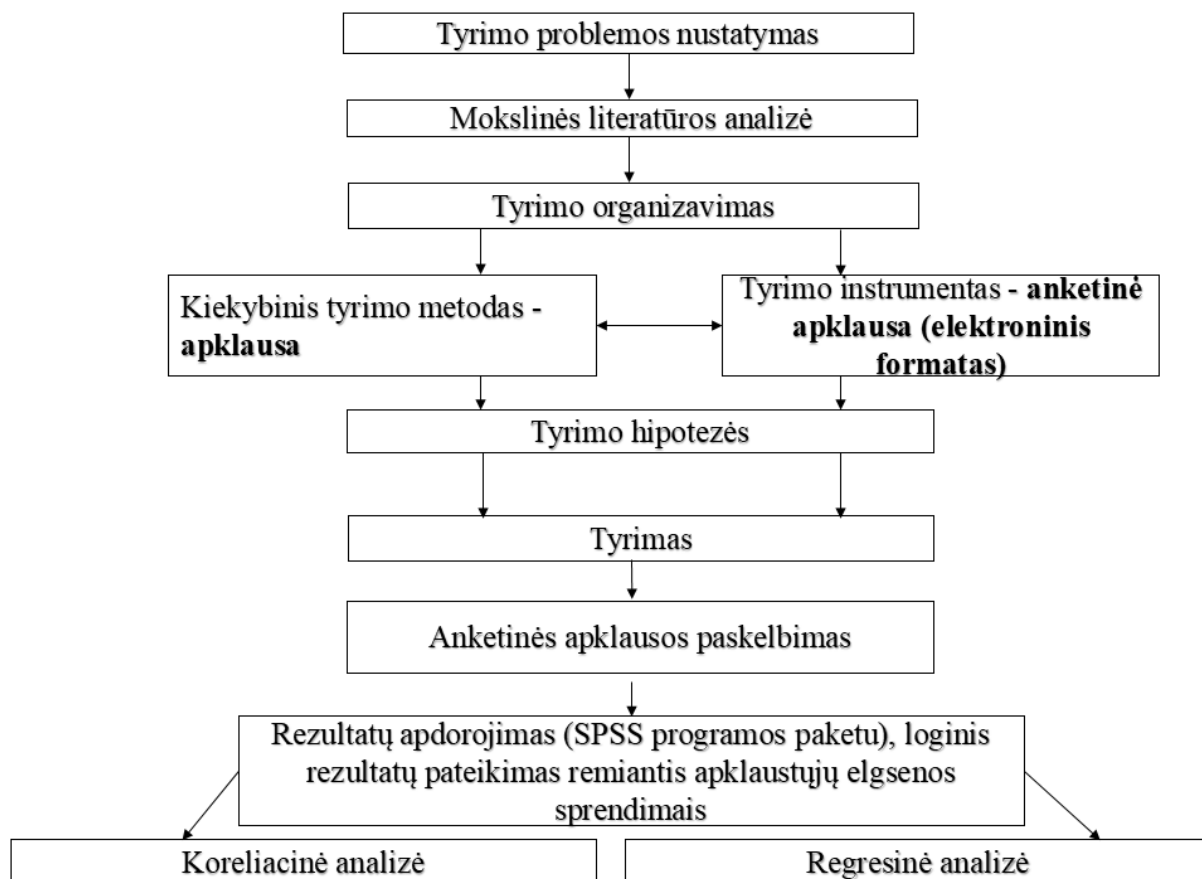 Tyrimo problemos nustatymas
Mokslinės literatūros analizė
Tyrimo organizavimas
Kiekybinis tyrimo metodas -
apklausa
Tyrimo instrumentas - anketinė
apklausa (elektroninis
formatas)
Tyrimo hipotezės
Tyrimas
Anketinės apklausos paskelbimas
Rezultatų apdorojimas (SPSS programos paketu), loginis
rezultatų pateikimas remiantis apklaustųjų elgsenos
sprendimais
Koreliacinė analizė
Regresinė analizė